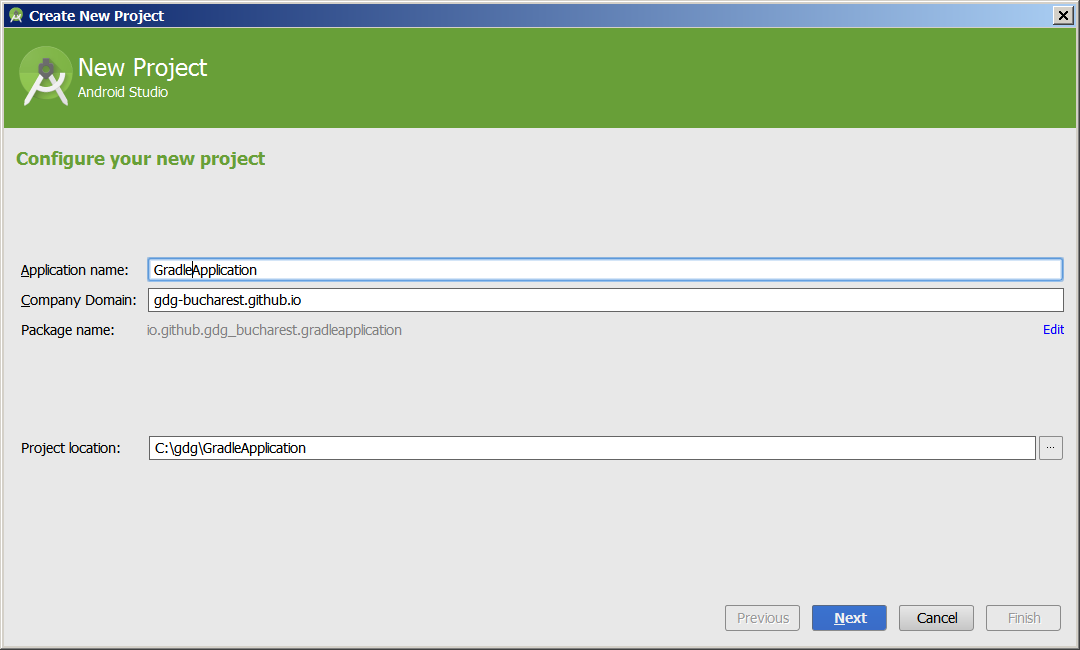 Create New Project
New Project
Android Studio
Configure your new project
Application name: GradleApplication
Company Domain: gdg-bucharest.github.io
Package name: io.github.gdg_bucharest.gradleapplication Edit
Project location: C:\gdg\GradleApplication ...
Previous Next Cancel Finish